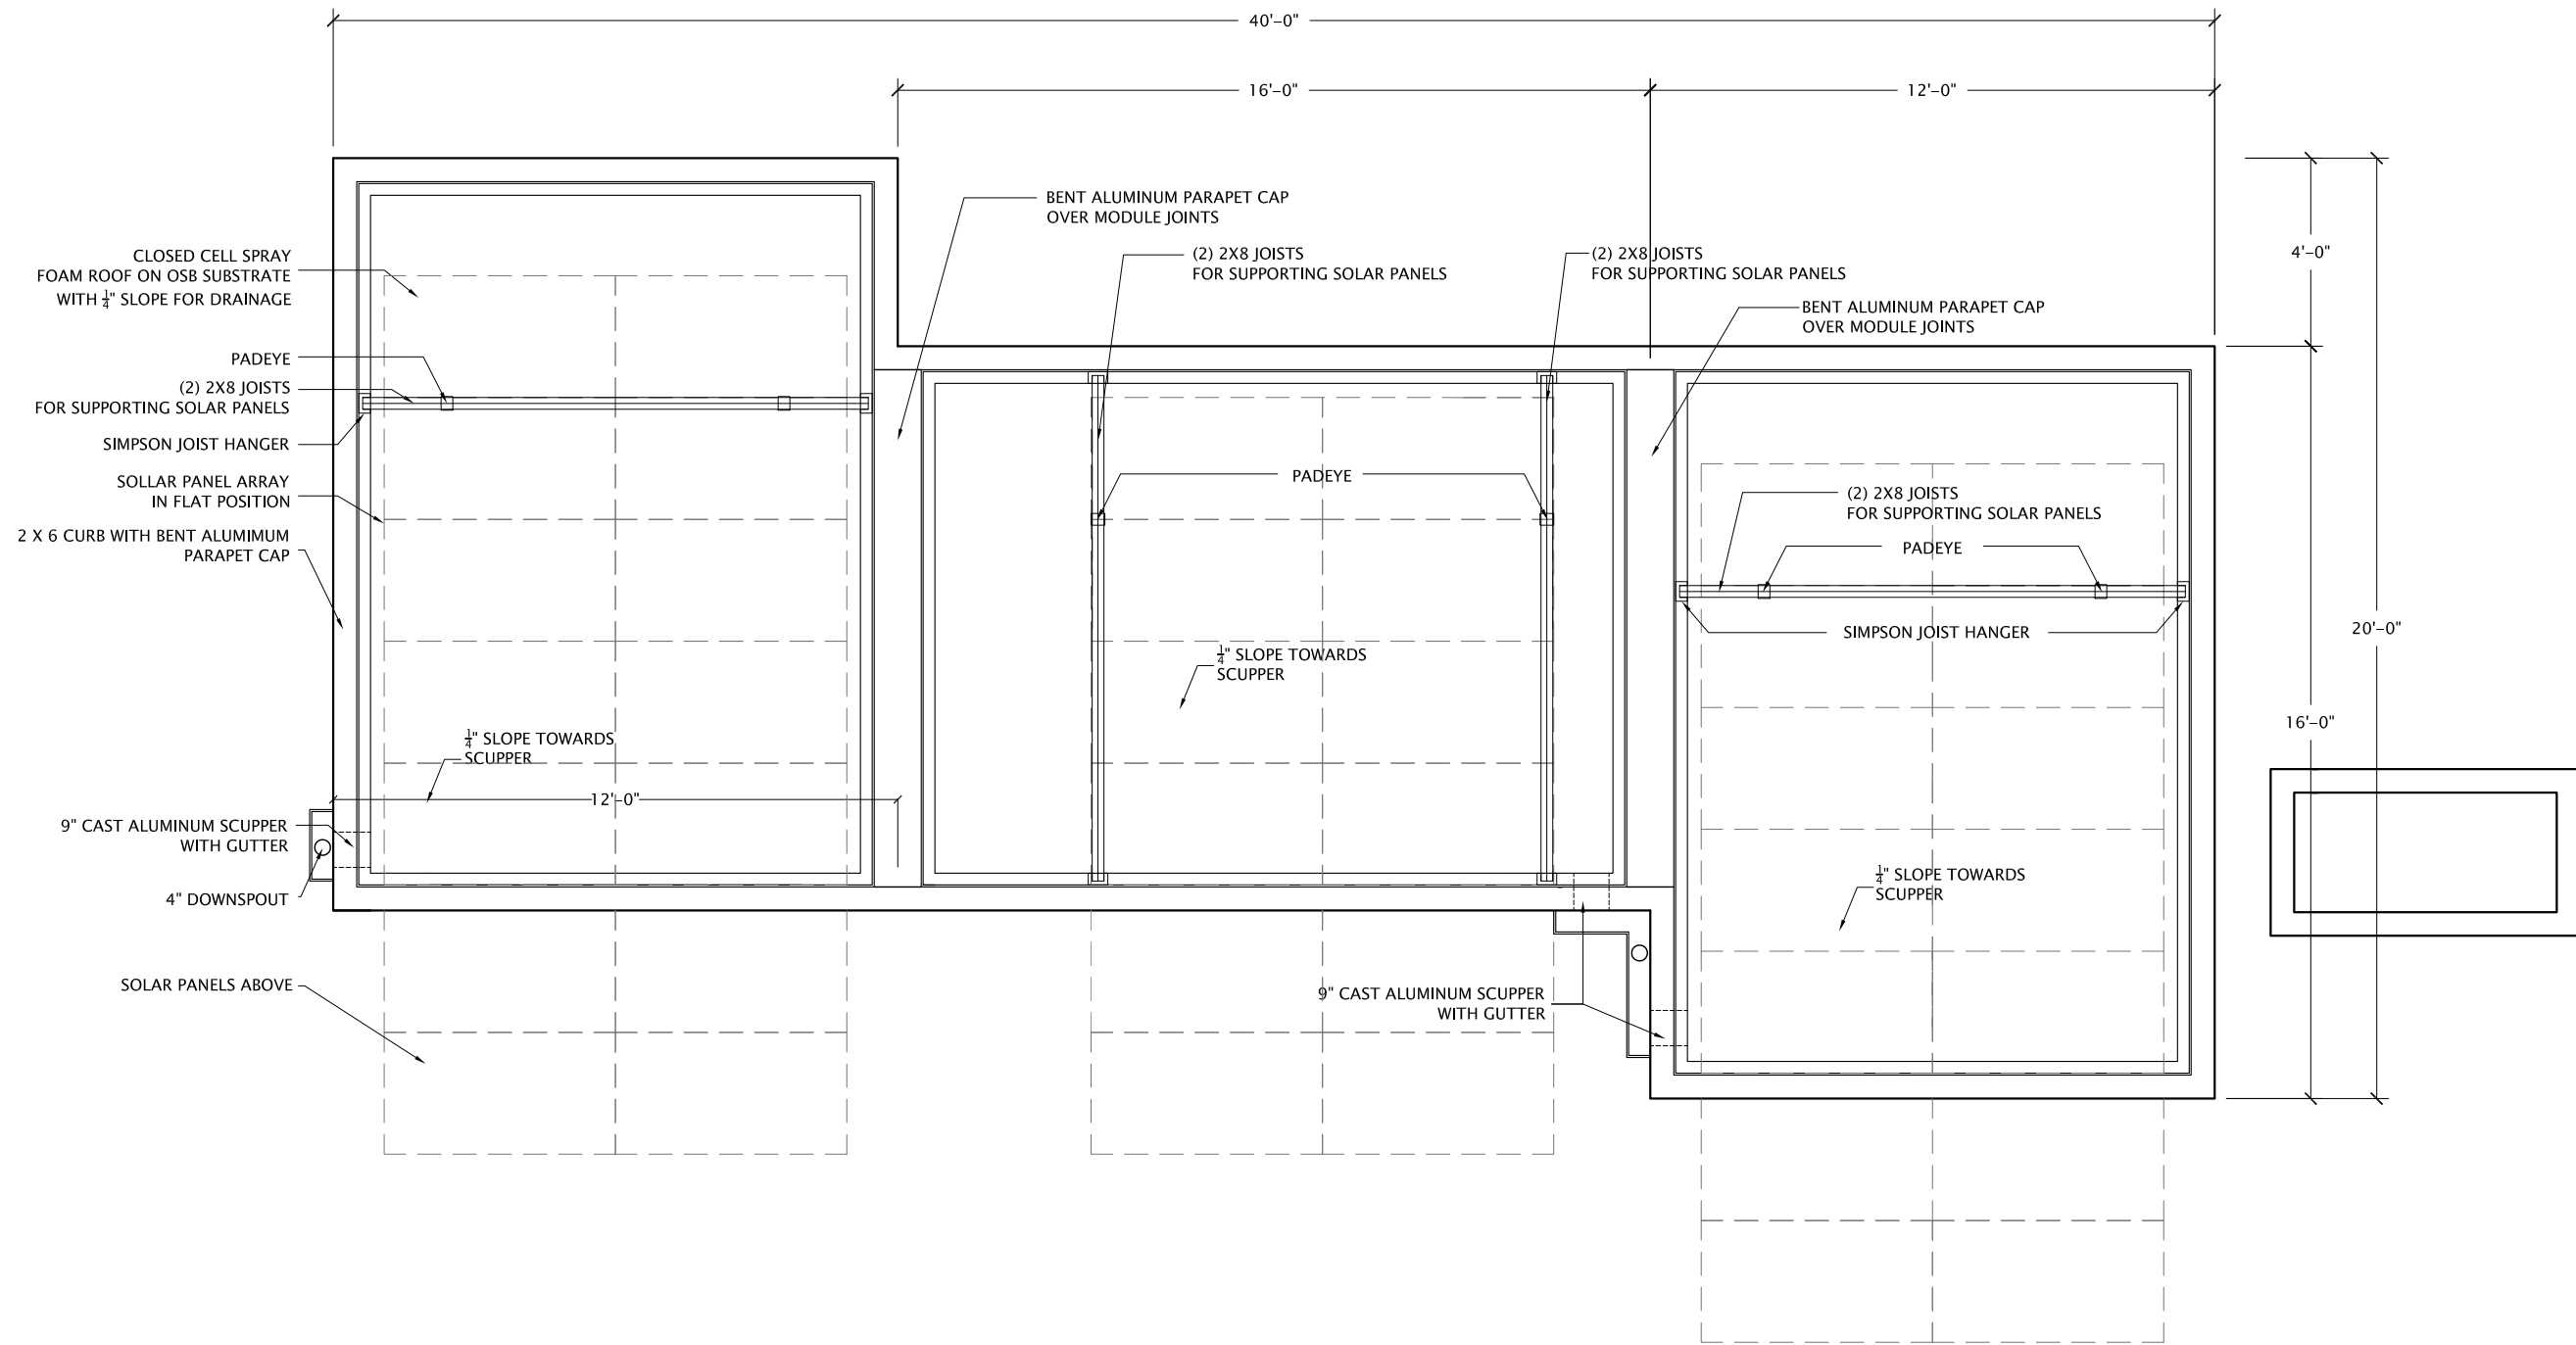 40'–0"
16'–0"
12'–0"
BENT ALUMINUM PARAPET CAP
OVER MODULE JOINTS
(2) 2X8 JOISTS
FOR SUPPORTING SOLAR PANELS
(2) 2X8 JOISTS
FOR SUPPORTING SOLAR PANELS
BENT ALUMINUM PARAPET CAP
OVER MODULE JOINTS
4'–0"
CLOSED CELL SPRAY
FOAM ROOF ON OSB SUBSTRATE
WITH 1/4" SLOPE FOR DRAINAGE
PADEYE
(2) 2X8 JOISTS
FOR SUPPORTING SOLAR PANELS
SIMPSON JOIST HANGER
SOLLAR PANEL ARRAY
IN FLAT POSITION
2 X 6 CURB WITH BENT ALUMIMUM
PARAPET CAP
PADEYE
(2) 2X8 JOISTS
FOR SUPPORTING SOLAR PANELS
PADEYE
SIMPSON JOIST HANGER
20'–0"
1/4" SLOPE TOWARDS
SCUPPER
16'–0"
1/4" SLOPE TOWARDS
SCUPPER
12'–0"
9" CAST ALUMINUM SCUPPER
WITH GUTTER
4" DOWNSPOUT
1/4" SLOPE TOWARDS
SCUPPER
SOLAR PANELS ABOVE
9" CAST ALUMINUM SCUPPER
WITH GUTTER